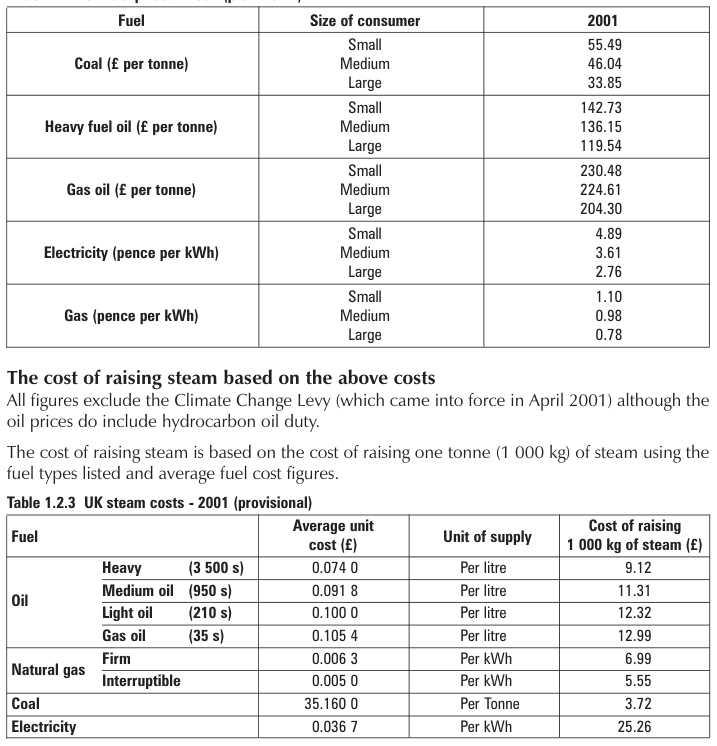 Fuel Size of consumer 2001
Small 55.49
Coal (£ per tonne) Medium 46.04
Large 33.85
Small 142.73
Heavy fuel oil (£ per tonne) Medium 136.15
Large 119.54
Small 230.48
Gas oil (£ per tonne) Medium 224.61
Large 204.30
Small 4.89
Electricity (pence per kWh) Medium 3.61
Large 2.76
Small 1.10
Gas (pence per kWh) Medium 0.98
Large 0.78
The cost of raising steam based on the above costs
All figures exclude the Climate Change Levy (which came into force in April 2001) although the
oil prices do include hydrocarbon oil duty.
The cost of raising steam is based on the cost of raising one tonne (1 000 kg) of steam using the
fuel types listed and average fuel cost figures.
Table 1.2.3 UK steam costs - 2001 (provisional)
Fuel Average unit cost (£) Unit of supply Cost of raising 1 000 kg of steam (£)
Oil Heavy (3 500 s) 0.074 0 Per litre 9.12
Medium oil (950 s) 0.091 8 Per litre 11.31
Light oil (210 s) 0.100 0 Per litre 12.32
Gas oil (35 s) 0.105 4 Per litre 12.99
Natural gas Firm 0.006 3 Per kWh 6.99
Interruptible 0.005 0 Per kWh 5.55
Coal 35.160 0 Per Tonne 3.72
Electricity 0.036 7 Per kWh 25.26